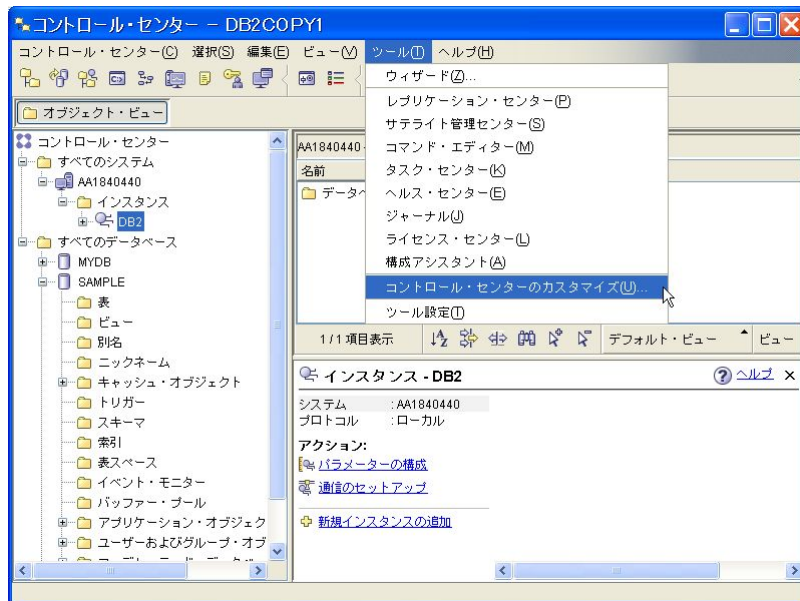 コントロール・センター - DB2COPY1
コントロール・センター(C) 選択(S) 編集(E) ビュー(V) ツール(T) ヘルプ(H)
ウィザード(Z)...
レプリケーション・センター(P)
サテライト管理センター(S)
コマンド・エディター(M)
タスク・センター(K)
ヘルス・センター(E)
ジャーナル(J)
ライセンス・センター(L)
構成アシスタント(A)
コントロール・センターのカスタマイズ(U)...
ツール設定(T)
オブジェクト・ビュー
コントロール・センター
すべてのシステム
AA1840440
インスタンス
DB2
すべてのデータベース
MYDB
SAMPLE
表
ビュー
別名
ニックネーム
キャッシュ・オブジェクト
トリガー
スキーマ
索引
表スペース
イベント・モニター
バッファー・プール
アプリケーション・オブジェク
ユーザーおよびグループ・オブ
AA1840440
名前
データベ
1/1 項目表示 デフォルト・ビュー ビュー
インスタンス - DB2 ヘルプ
システム : AA1840440
プロトコル : ローカル
アクション:
パラメーターの構成
通信のセットアップ
新規インスタンスの追加